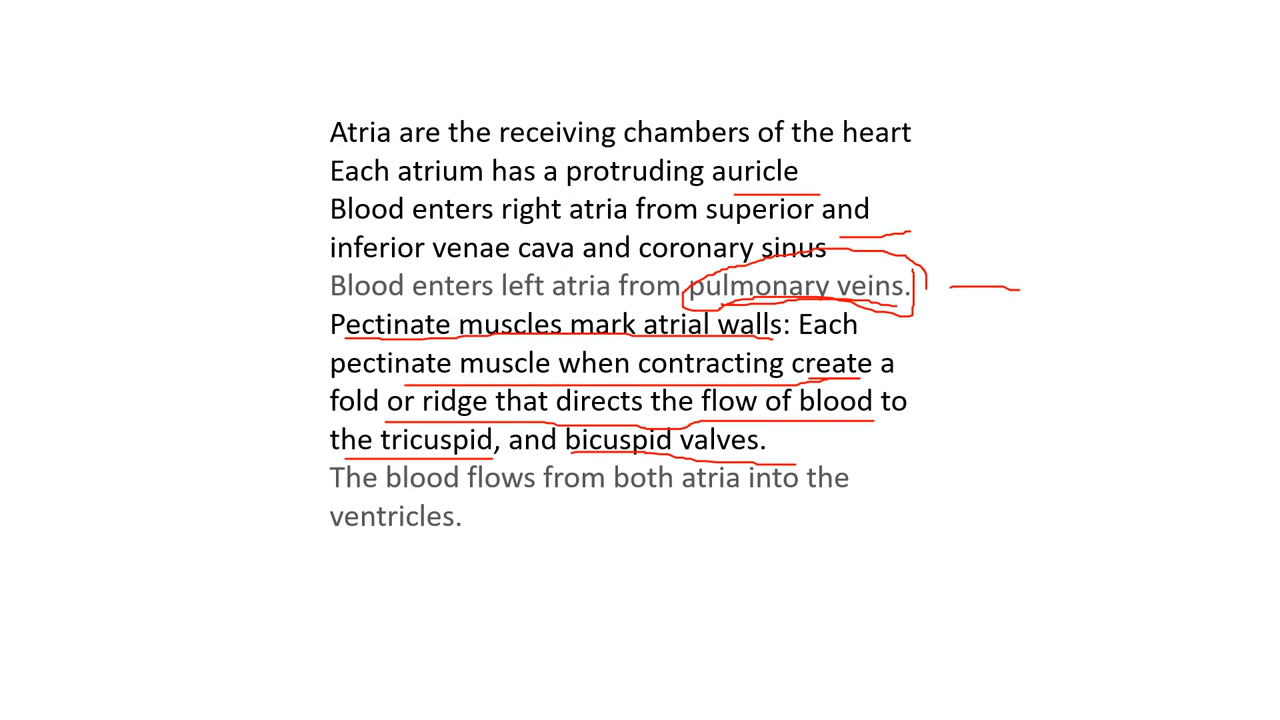 Atria are the receiving chambers of the heart
Each atrium has a protruding auricle
Blood enters right atria from superior and
inferior venae cava and coronary sinus
Blood enters left atria from pulmonary veins.
Pectinate muscles mark atrial walls: Each
pectinate muscle when contracting create a
fold or ridge that directs the flow of blood to
the tricuspid, and bicuspid valves.
The blood flows from both atria into the
ventricles.